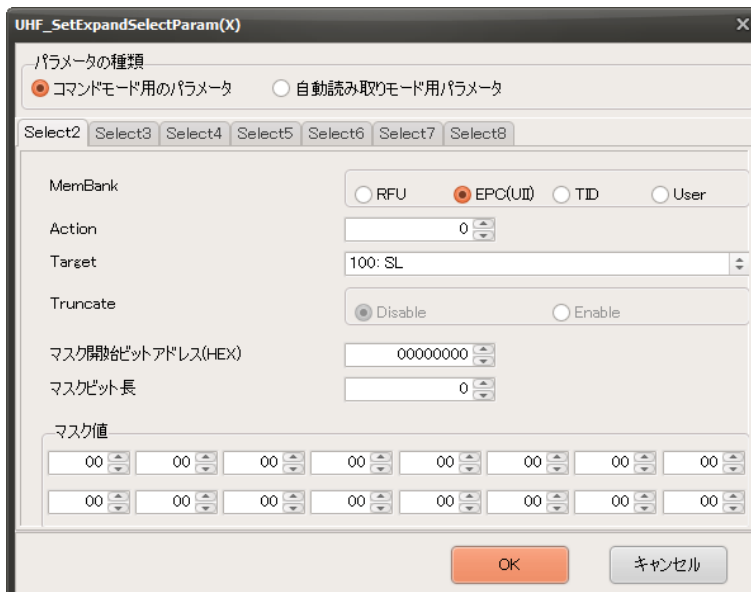 UHF_SetExpandSelectParam(X)
パラメータの種類
コマンドモード用のパラメータ 自動読み取りモード用パラメータ
Select2 Select3 Select4 Select5 Select6 Select7 Select8
MemBank RFU EPC(UII) TID User
Action 0
Target 100: SL
Truncate Disable Enable
マスク開始ビットアドレス(HEX) 00000000
マスクビット長 0
マスク値
00 00 00 00 00 00 00 00
00 00 00 00 00 00 00 00
OK キャンセル